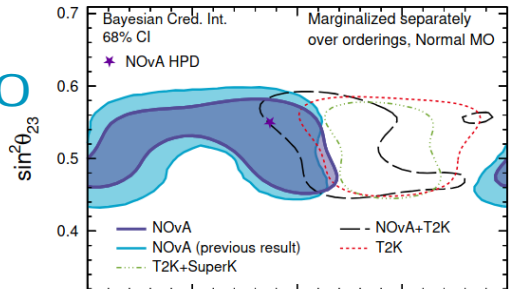 0.7
Bayesian Cred. Int.
68% CI
NOvA HPD
Marginalized separately
over orderings, Normal MO
O
0.6
sin²θ₂₃
0.5
0.4
NOvA
NOvA (previous result)
T2K+SuperK
NOvA+T2K
T2K